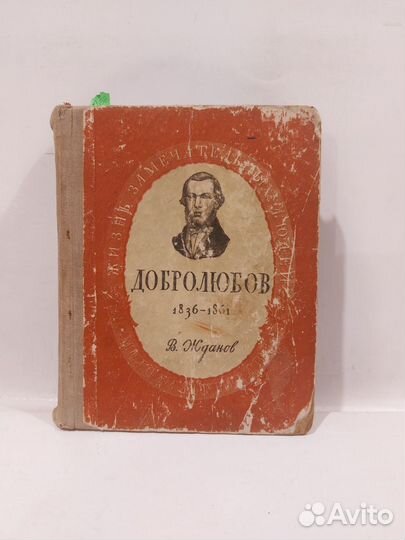 ЖИЗНЬ ЗАМЕЧАТЕЛЬНЫХ ЛЮДЕЙ
ДОБРОЛЮБОВ
1836-1861
В. Жданов
Avito